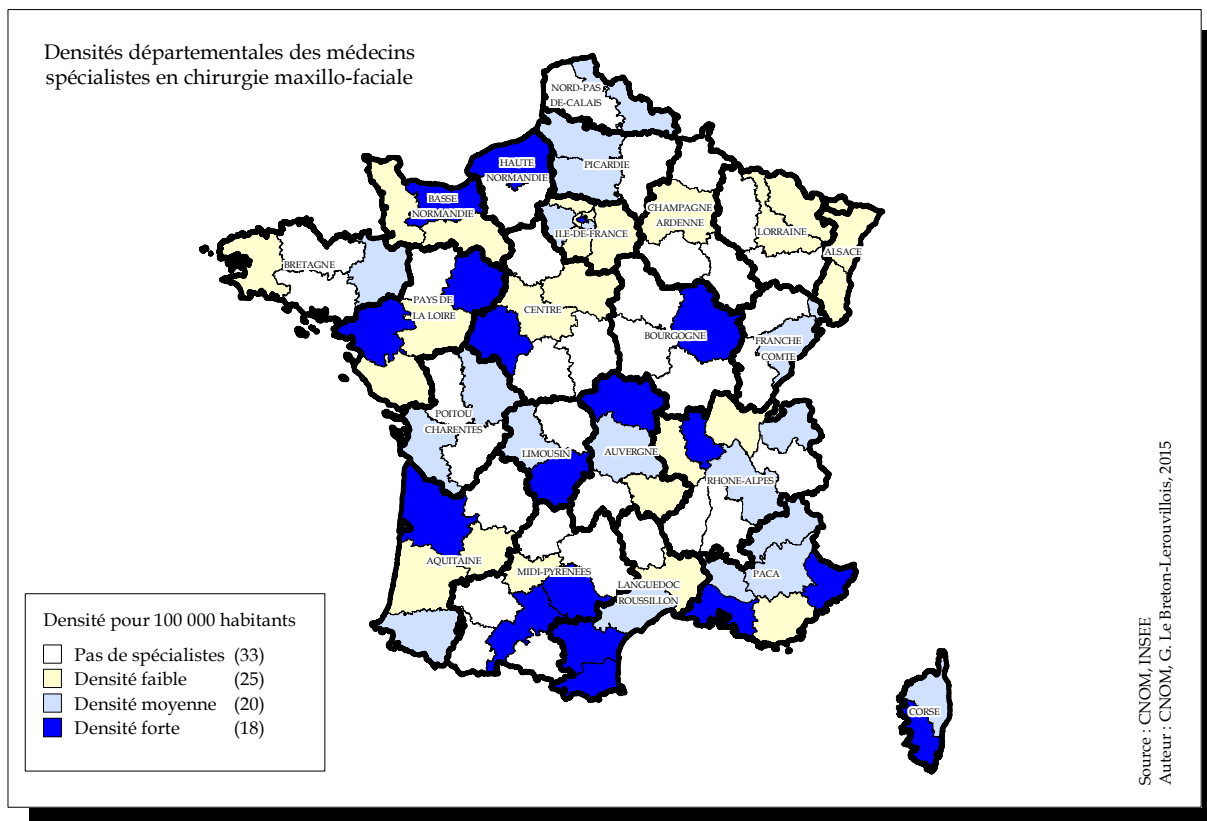 Densités départementales des médecins
spécialistes en chirurgie maxillo-faciale
NORD-PAS
DE-CALAIS
HAUTE
NORMANDIE
PICARDIE
BASSE
NORMANDIE
CHAMPAGNE
ARDENNE
ILE-DE-FRANCE
LORRAINE
ALSACE
BRETAGNE
PAYS DE
LA LOIRE
CENTRE
BOURGOGNE
FRANCHE
COMTE
POITOU
CHARENTES
LIMOUSIN
AUVERGNE
RHONE-ALPES
AQUITAINE
MIDI-PYRENEES
LANGUEDOC
ROUSSILLON
PACA
CORSE
Densité pour 100 000 habitants
Pas de spécialistes (33)
Densité faible (25)
Densité moyenne (20)
Densité forte (18)
Source : CNOM, INSEE
Auteur : CNOM, G. Le Breton-Lerouvillois, 2015